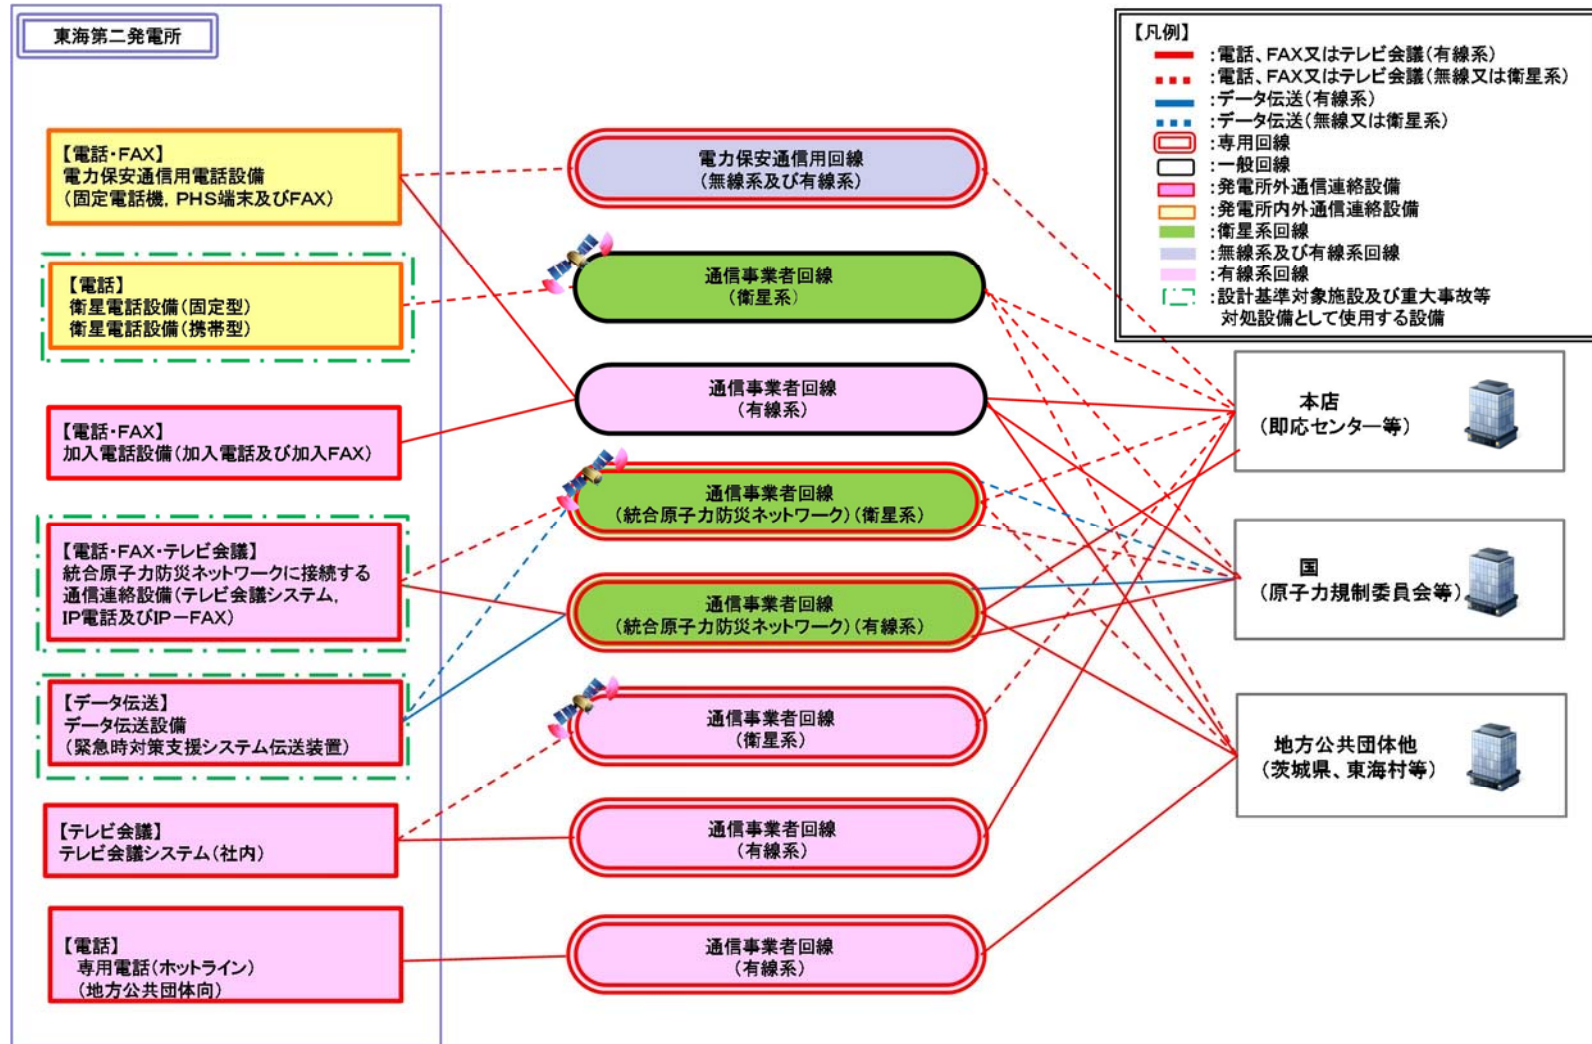 東海第二発電所
【電話・FAX】
電力保安通信用電話設備
(固定電話機, PHS端末及びFAX)
【電話】
衛星電話設備(固定型)
衛星電話設備(携帯型)
【電話・FAX】
加入電話設備(加入電話及び加入FAX)
【電話・FAX・テレビ会議】
統合原子力防災ネットワークに接続する
通信連絡設備(テレビ会議システム,
IP電話及びIP-FAX)
【データ伝送】
データ伝送設備
(緊急時対策支援システム伝送装置)
【テレビ会議】
テレビ会議システム(社内)
【電話】
専用電話(ホットライン)
(地方公共団体向)
電力保安通信用回線
(無線系及び有線系)
通信事業者回線
(衛星系)
通信事業者回線
(有線系)
通信事業者回線
(統合原子力防災ネットワーク)(衛星系)
通信事業者回線
(統合原子力防災ネットワーク)(有線系)
通信事業者回線
(衛星系)
通信事業者回線
(有線系)
通信事業者回線
(有線系)
【凡例】
:電話、FAX又はテレビ会議(有線系)
:電話、FAX又はテレビ会議(無線又は衛星系)
:データ伝送(有線系)
:データ伝送(無線又は衛星系)
:専用回線
:一般回線
:発電所外通信連絡設備
:発電所内外通信連絡設備
:衛星系回線
:無線系及び有線系回線
:有線系回線
:設計基準対象施設及び重大事故等
対処設備として使用する設備
本店
(即応センター等)
国
(原子力規制委員会等)
地方公共団体他
(茨城県、東海村等)